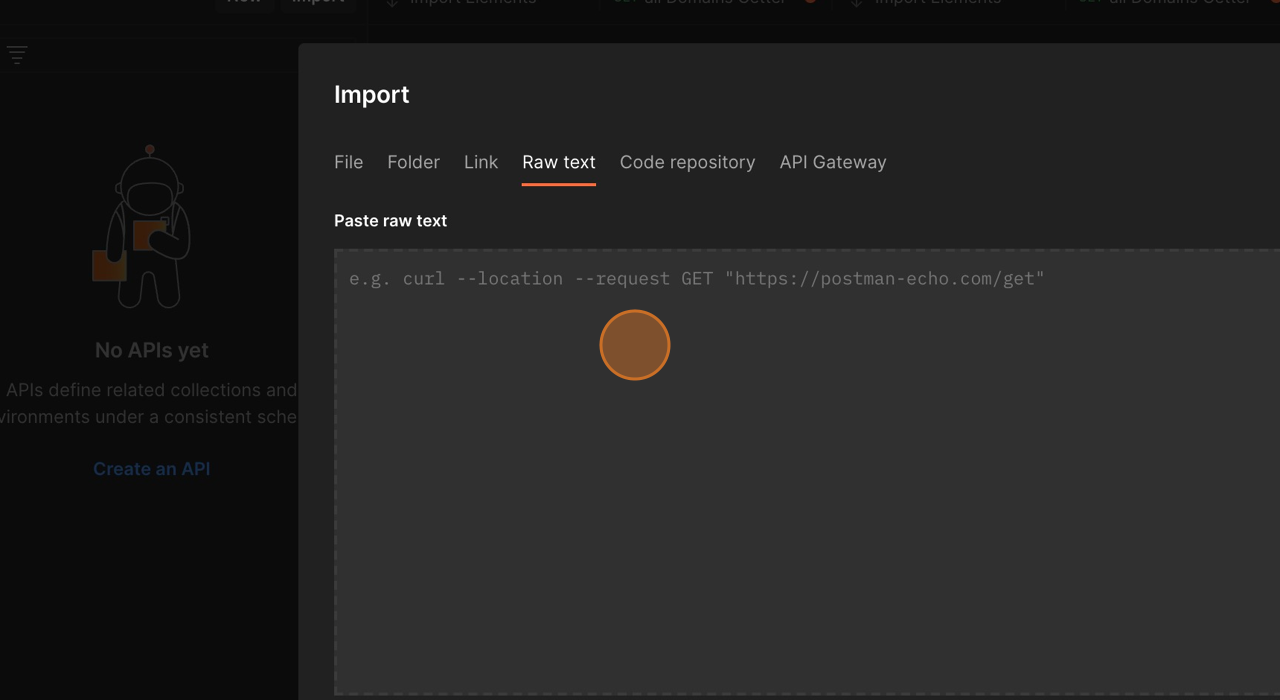 New Import Import Elements GET all Domains Getter Import Elements GET all Domains Getter
Import
File Folder Link Raw text Code repository API Gateway
Paste raw text
e.g. curl --location --request GET "https://postman-echo.com/get"
No APIs yet
APIs define related collections and
vironments under a consistent sche
Create an API